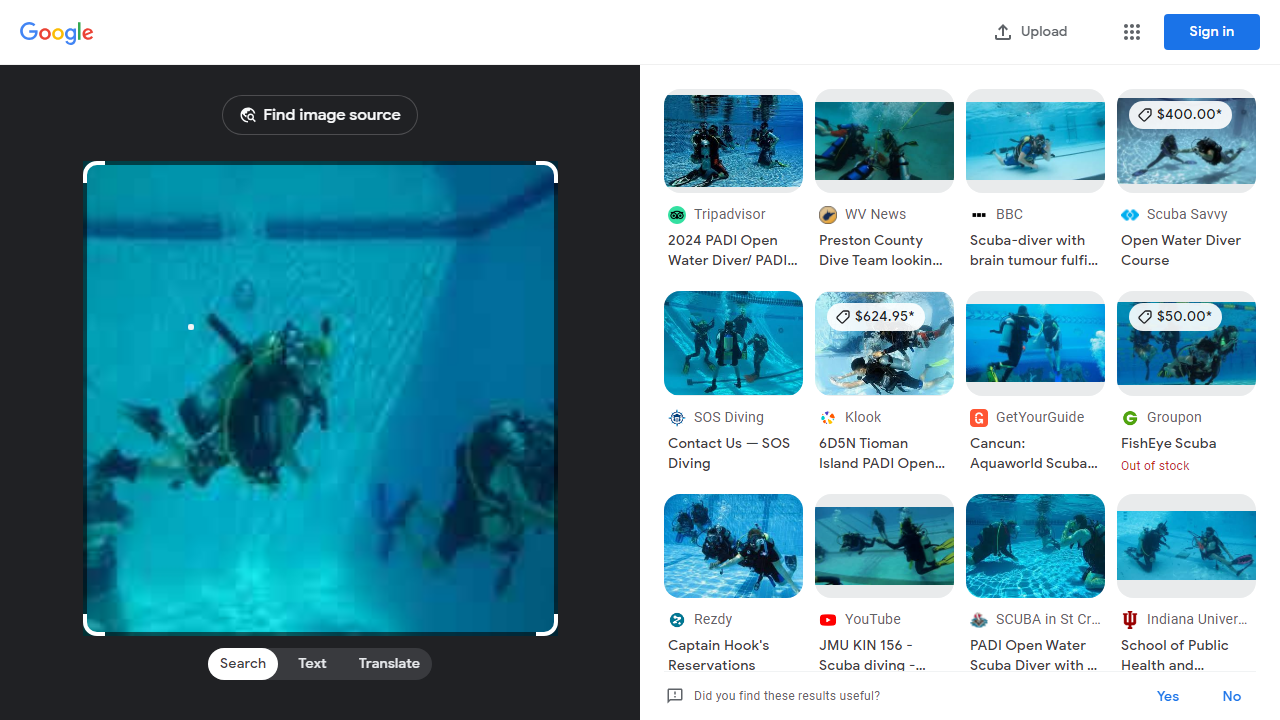 Google
Upload
Sign in
Find image source
Search
Text
Translate
$400.00*
Tripadvisor
2024 PADI Open
Water Diver/ PADI...
WV News
Preston County
Dive Team lookin...
BBC
Scuba-diver with
brain tumour fulfi...
Scuba Savvy
Open Water Diver
Course
$624.95*
$50.00*
SOS Diving
Contact Us — SOS
Diving
Klook
6D5N Tioman
Island PADI Open...
GetYourGuide
Cancun:
Aquaworld Scuba...
Groupon
FishEye Scuba
Out of stock
Rezdy
Captain Hook's
Reservations
YouTube
JMU KIN 156 -
Scuba diving -...
SCUBA in St Cr...
PADI Open Water
Scuba Diver with ...
Indiana Univer...
School of Public
Health and...
Did you find these results useful?
Yes
No